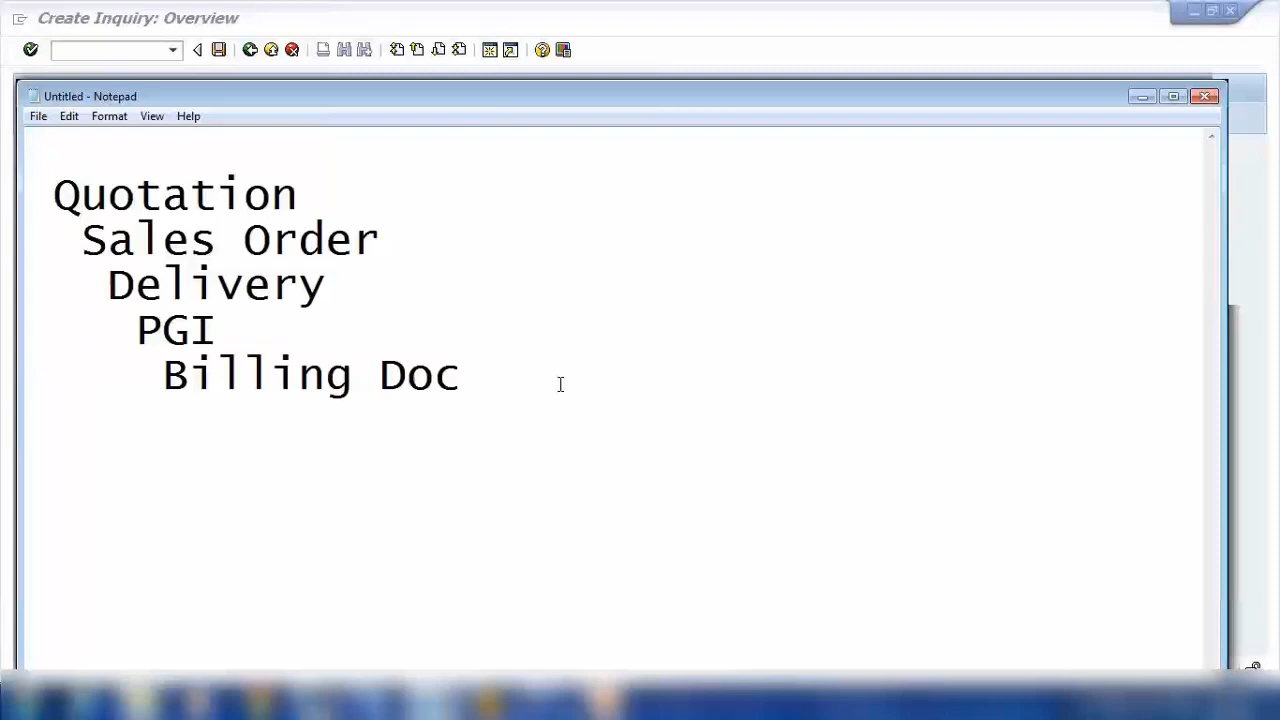 Create Inquiry: Overview
Untitled - Notepad
File Edit Format View Help
Quotation
Sales Order
Delivery
PGI
Billing Doc